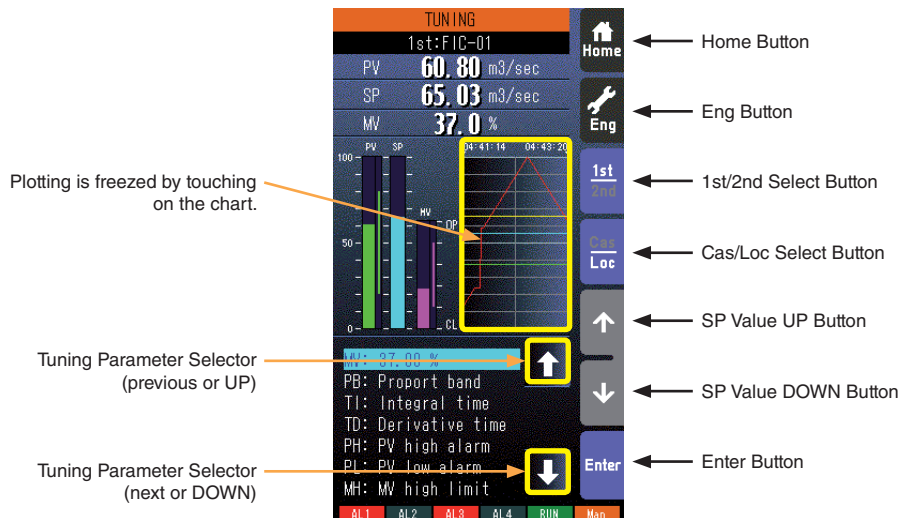 TUNING
1st:FIC-01
PV 60.80 m3/sec
SP 65.03 m3/sec
MV 37.0 %
PV SP
MV
100
50
0
OP
CL
04:41:14 04:43:20
MV: 37.00 %
PB: Proport band
TI: Integral time
TD: Derivative time
PH: PV high alarm
PL: PV low alarm
MH: MV high limit
AL1 AL2 AL3 AL4 RUN Man
Home
Eng
1st
2nd
Cas
Loc
Enter
Plotting is freezed by touching
on the chart.
Tuning Parameter Selector
(previous or UP)
Tuning Parameter Selector
(next or DOWN)
Home Button
Eng Button
1st/2nd Select Button
Cas/Loc Select Button
SP Value UP Button
SP Value DOWN Button
Enter Button